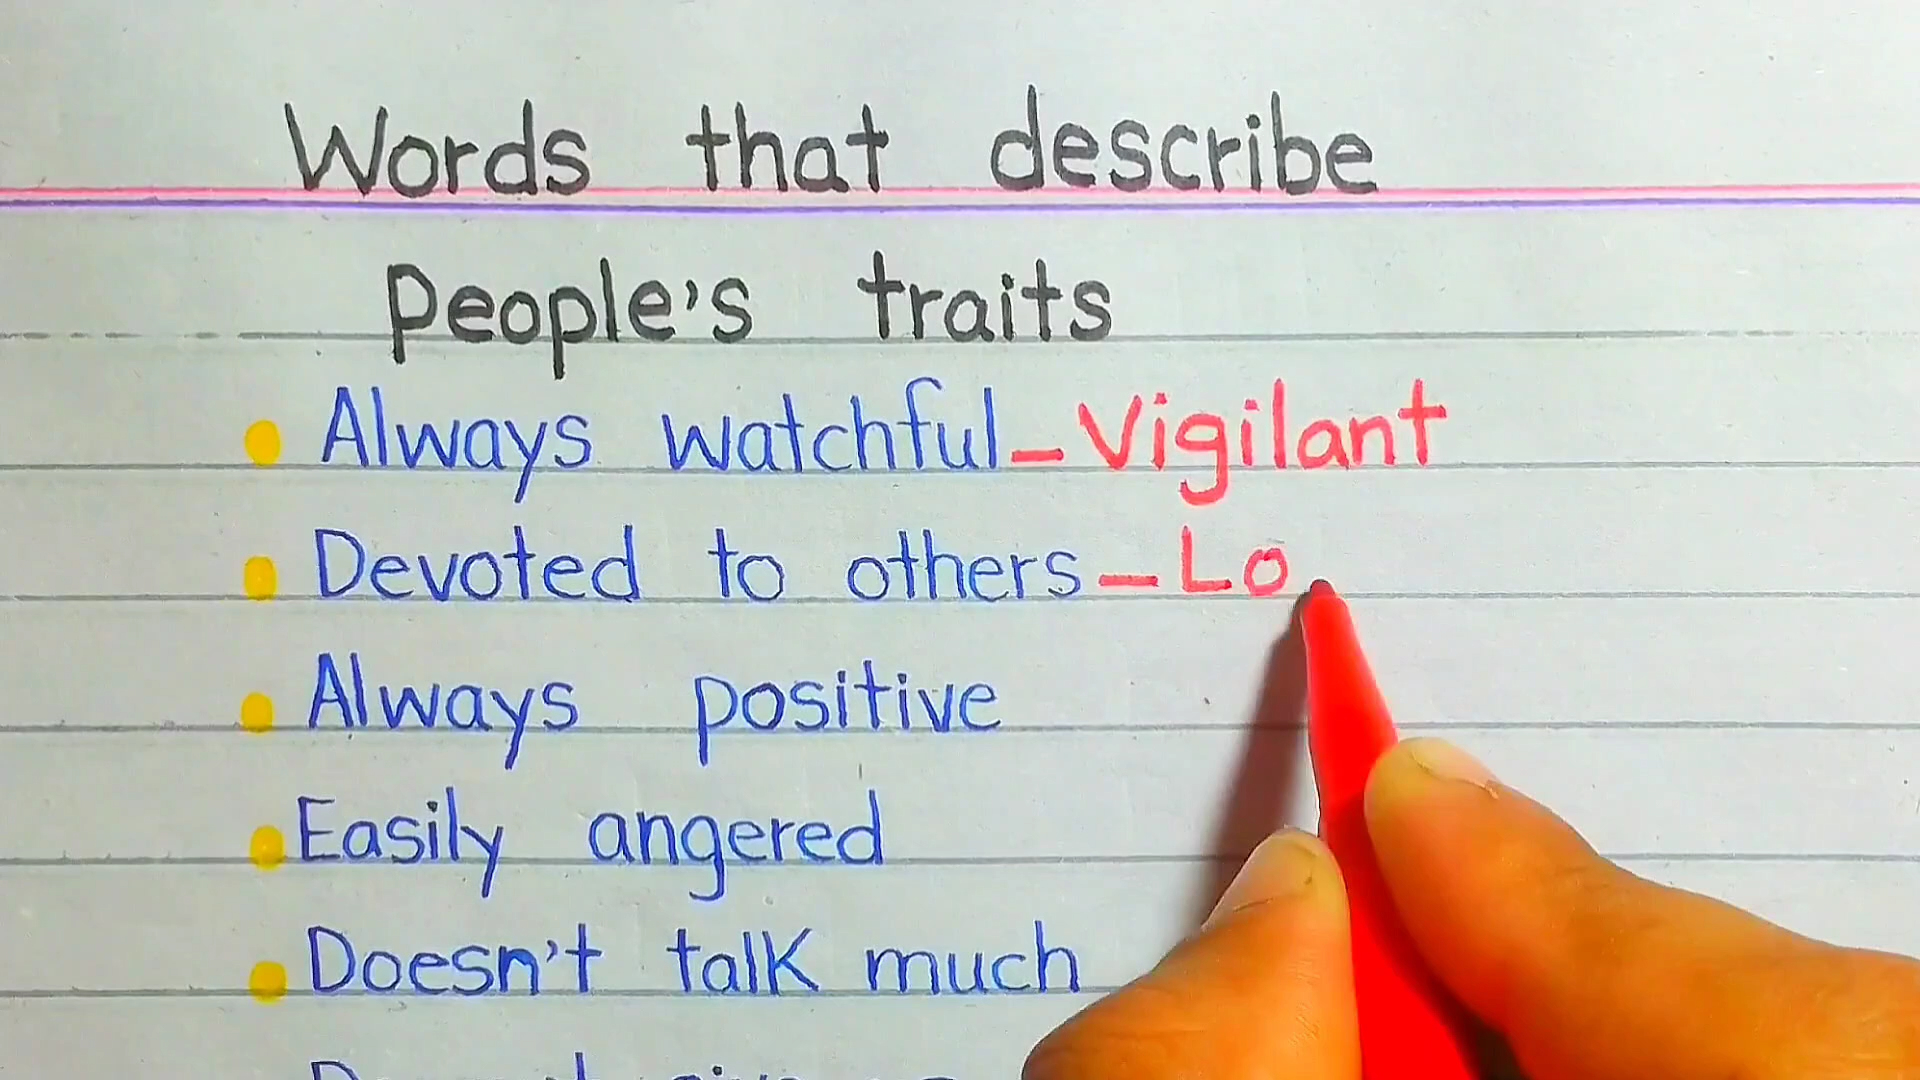 Words that describe
People's traits
Always watchful - Vigilant
Devoted to others - Lo
Always positive
Easily angered
Doesn't talk much